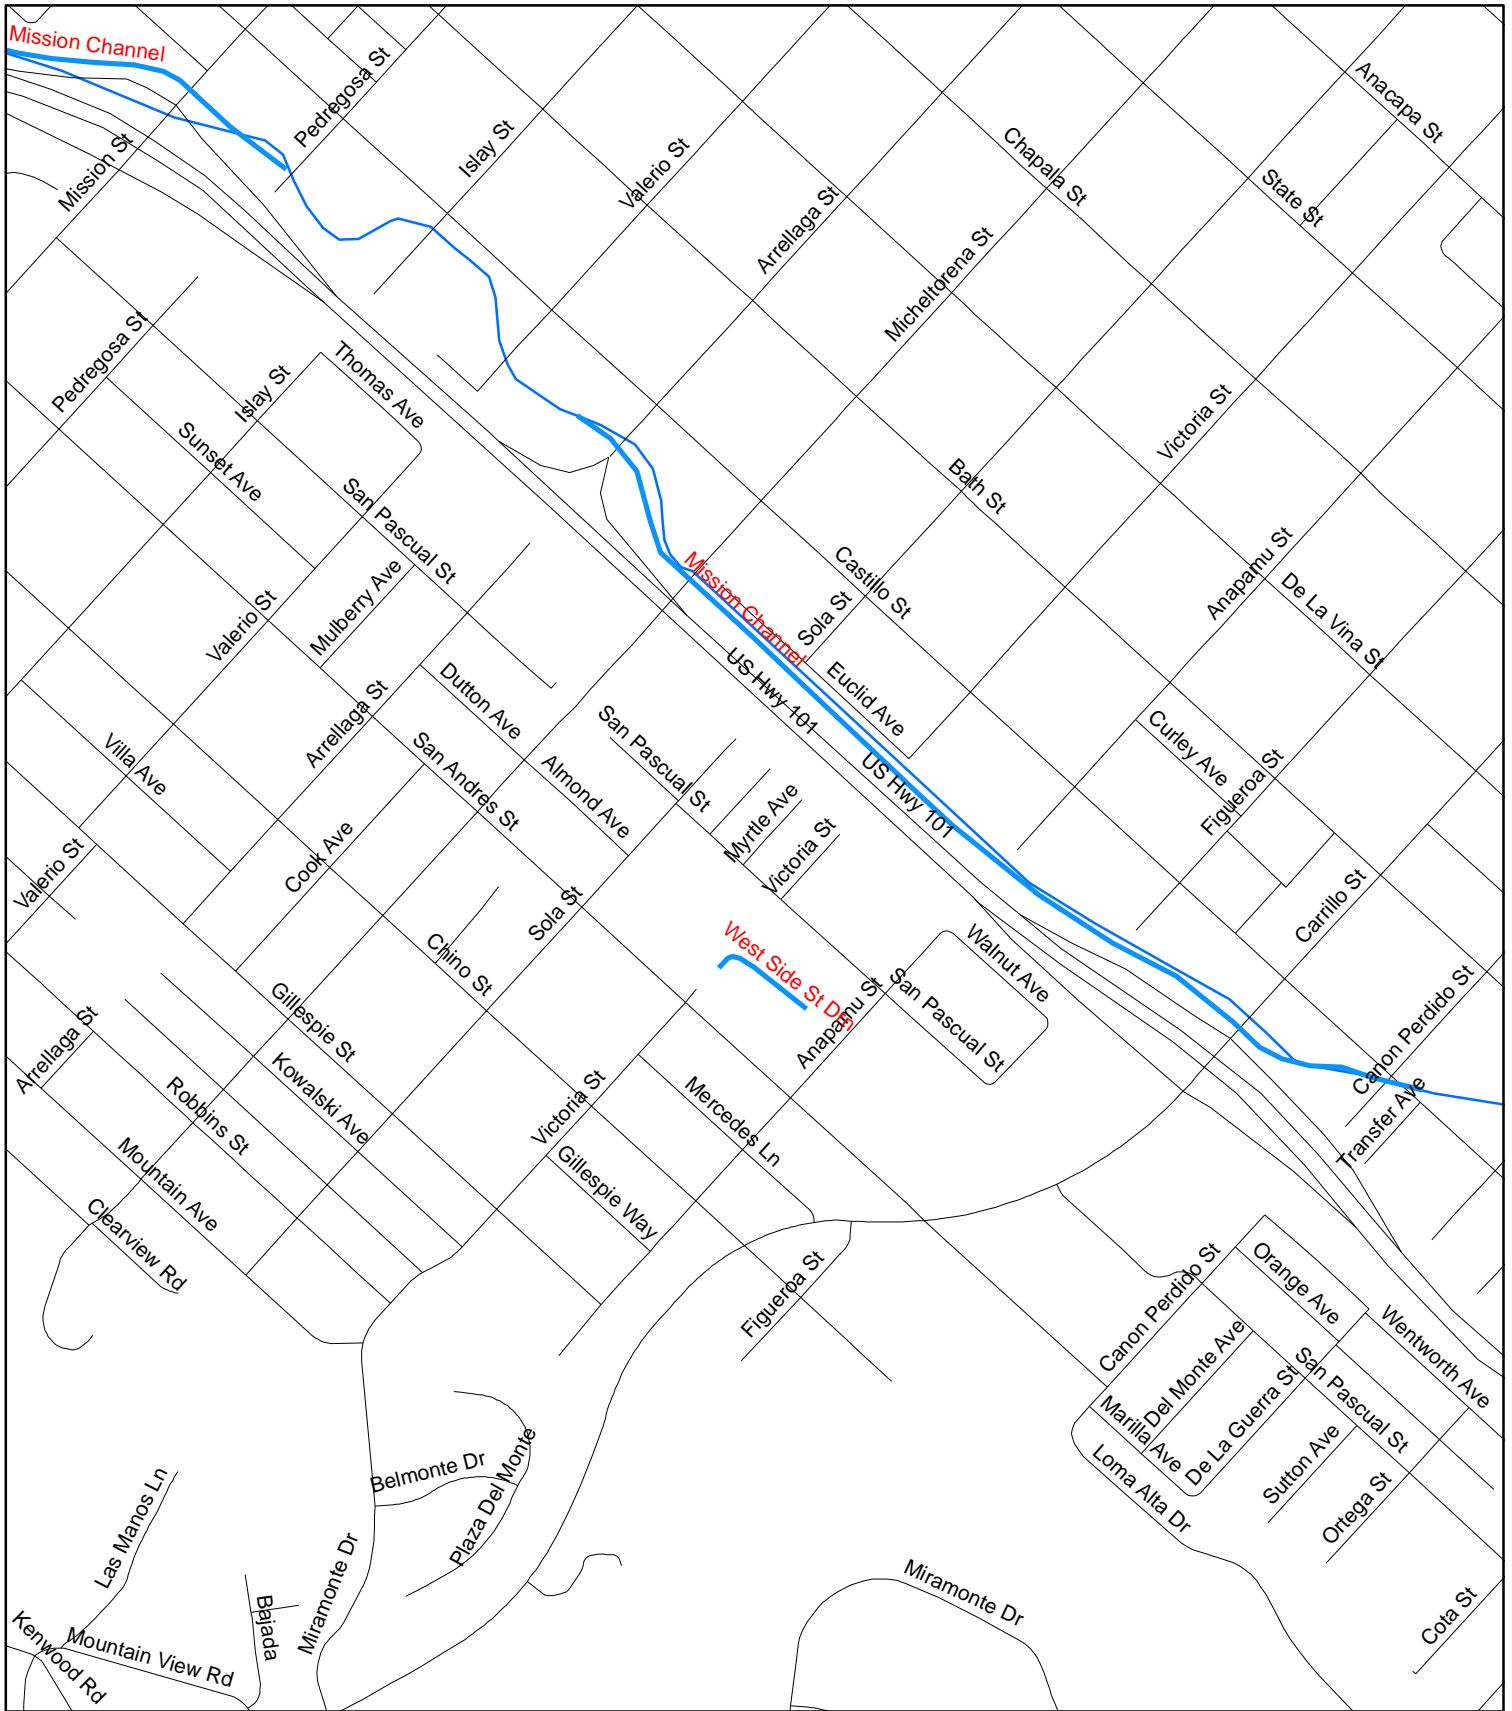 Mission Channel
Pedregosa St
Anacapa St
Islay St
Mission St
Valerio St
Chapala St
State St
Arrellaga St
Micheltorena St
Pedregosa St
Islay St
Thomas Ave
Sunset Ave
Victoria St
San Pascual St
Bath St
Castillo St
Anapamu St
De La Vina St
Mulberry Ave
Valerio St
Mission Channel
Sola St
US Hwy 101
Euclid Ave
Arrellaga St
Dutton Ave
San Pascual St
Villa Ave
San Andres St
Almond Ave
Curley Ave
Figueroa St
US Hwy 101
Myrtle Ave
Victoria St
Cook Ave
Valerio St
Sola St
Carrillo St
Chino St
West Side St Drn
Walnut Ave
San Pascual St
Anapamu St
Canon Perdido St
Gillespie St
Arrellaga St
Kowalski Ave
Robbins St
Victoria St
Mercedes Ln
Transfer Ave
Mountain Ave
Gillespie Way
Clearview Rd
Figueroa St
Canon Perdido St
Orange Ave
Wentworth Ave
Del Monte Ave
San Pascual St
De La Guerra St
Marilla Ave
Loma Alta Dr
Sutton Ave
Ortega St
Belmonte Dr
Plaza Del Monte
Las Manos Ln
Miramonte Dr
Miramonte Dr
Bajada
Cota St
Mountain View Rd
Kenwood Rd